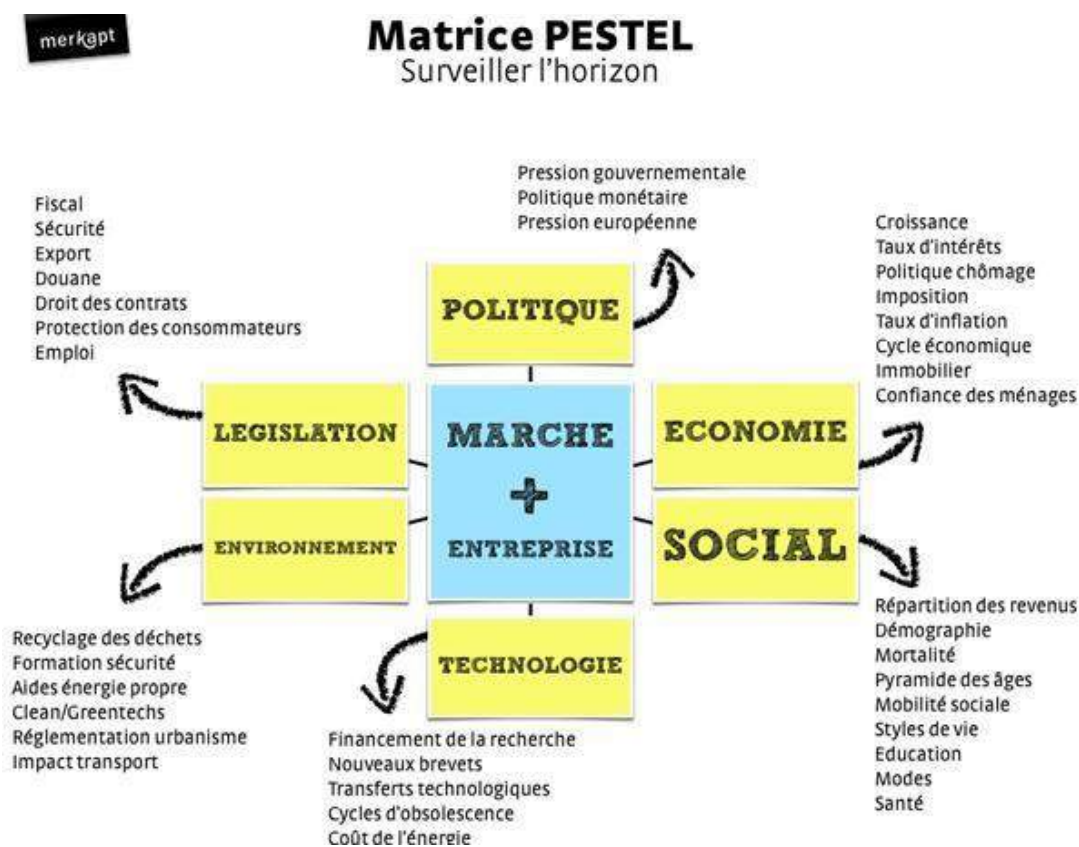 merkapt
Matrice PESTEL
Surveiller l'horizon
Pression gouvernementale
Politique monétaire
Pression européenne
Fiscal
Sécurité
Export
Douane
Droit des contrats
Protection des consommateurs
Emploi
Croissance
Taux d'intérêts
Politique chômage
Imposition
Taux d'inflation
Cycle économique
Immobilier
Confiance des ménages
POLITIQUE
LEGISLATION
MARCHE
+
ENTREPRISE
ECONOMIE
ENVIRONNEMENT
SOCIAL
TECHNOLOGIE
Recyclage des déchets
Formation sécurité
Aides énergie propre
Clean/Greentechs
Réglementation urbanisme
Impact transport
Financement de la recherche
Nouveaux brevets
Transferts technologiques
Cycles d'obsolescence
Coût de l'énergie
Répartition des revenus
Démographie
Mortalité
Pyramide des âges
Mobilité sociale
Styles de vie
Education
Modes
Santé